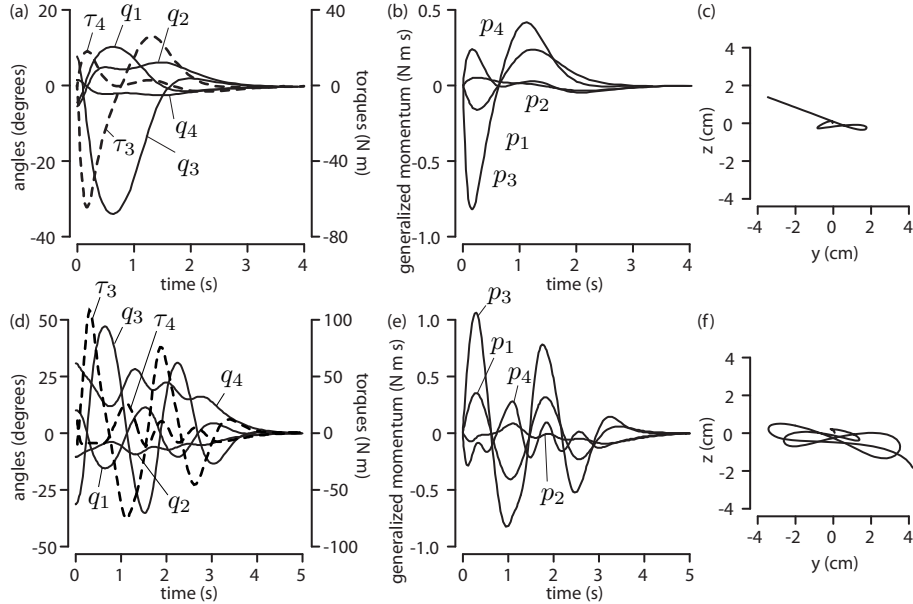 (a)
20
0
-20
-40
angles (degrees)
τ4
q1
q2
q4
τ3
q3
40
0
-40
-80
torques (N m)
0 1 2 3 4
time (s)
(b)
0.5
0
-0.5
-1.0
generalized momentum (N m s)
p4
p2
p1
p3
0 1 2 3 4
time (s)
(c)
4
2
0
-2
-4
z (cm)
-4 -2 0 2 4
y (cm)
(d)
50
25
0
-25
-50
angles (degrees)
τ3
q3
τ4
q4
q1
q2
100
50
0
-50
-100
torques (N m)
0 1 2 3 4 5
time (s)
(e)
1.0
0.5
0
-0.5
-1.0
generalized momentum (N m s)
p3
p1
p4
p2
0 1 2 3 4 5
time (s)
(f)
4
2
0
-2
-4
z (cm)
-4 -2 0 2 4
y (cm)